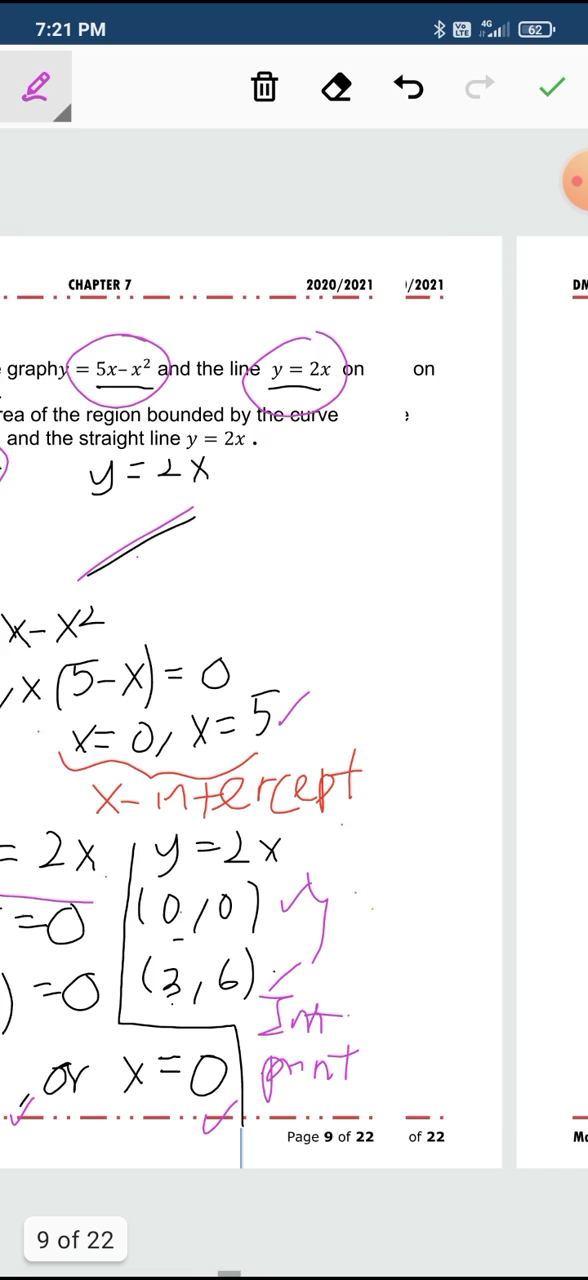 7:21 PM 4G 62
CHAPTER 7 2020/2021 /2021 DM
graphy = 5x– x² and the line y = 2x on on
rea of the region bounded by the curve
and the straight line y = 2x .
y = 2x
x – x²
x (5 – x) = 0
x = 0, x = 5
x-intercept
= 2x y = 2x
= 0 (0, 0)
) = 0 (3, 6)
Int.
or x = 0 point
Page 9 of 22 of 22
9 of 22